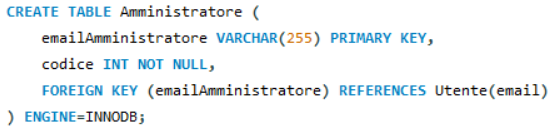 CREATE TABLE Amministratore (
    emailAmministratore VARCHAR(255) PRIMARY KEY,
    codice INT NOT NULL,
    FOREIGN KEY (emailAmministratore) REFERENCES Utente(email)
) ENGINE=INNODB;